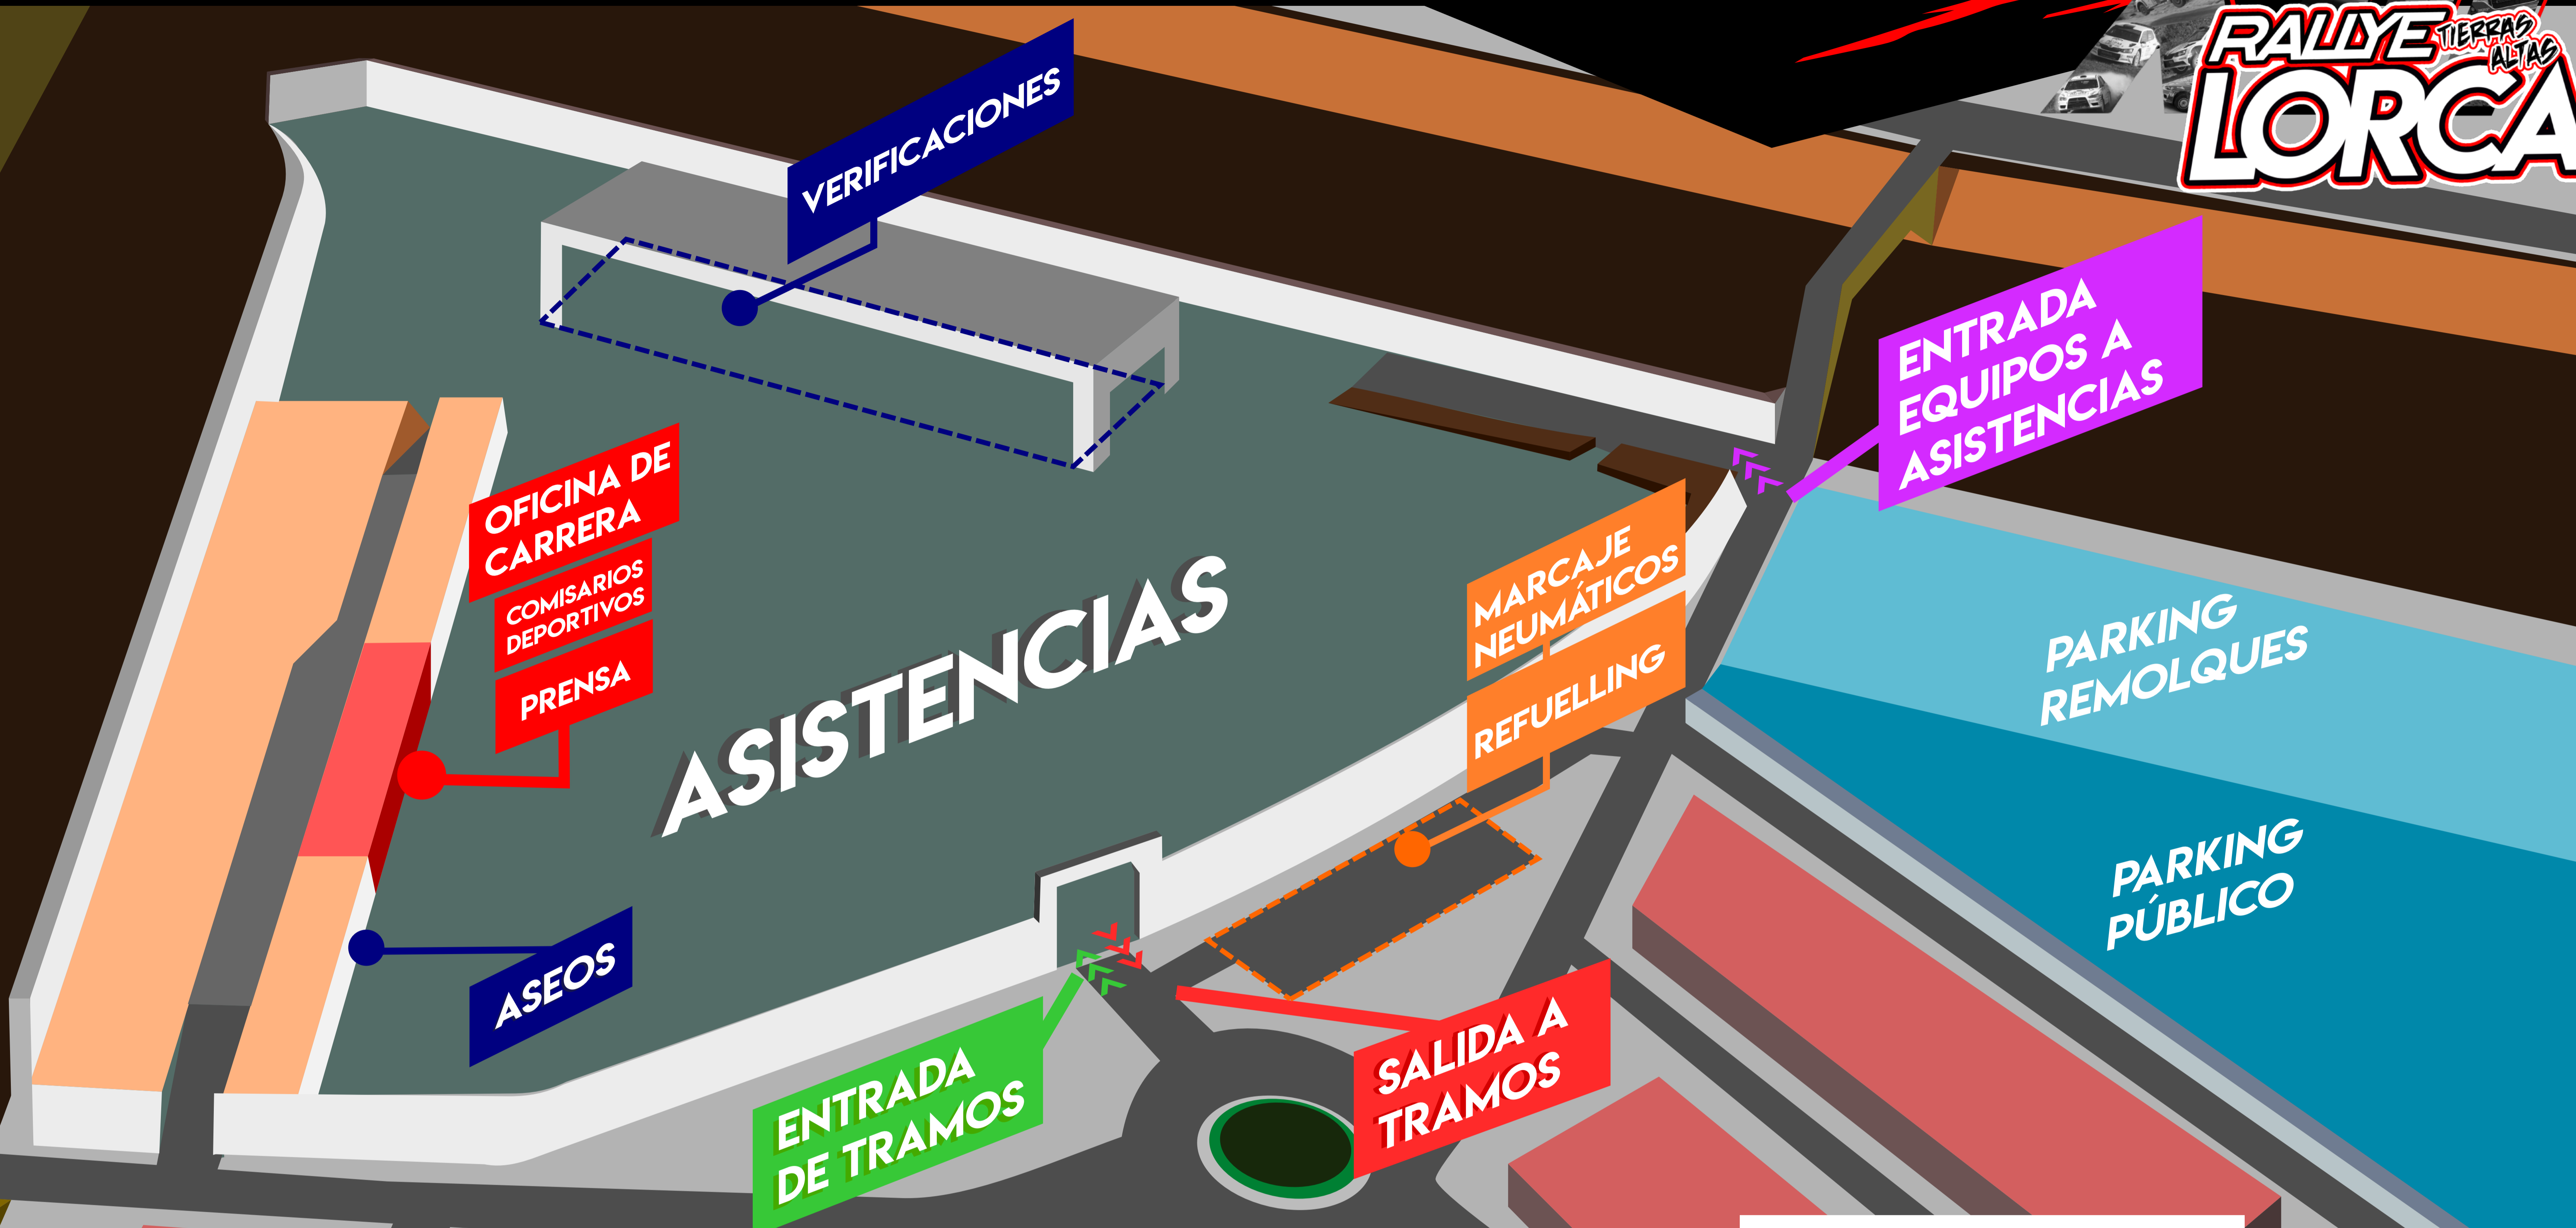 RALLYE TIERRAS
ALTAS
LORCA
VERIFICACIONES
ENTRADA
EQUIPOS A
ASISTENCIAS
OFICINA DE
CARRERA
COMISARIOS
DEPORTIVOS
PRENSA
MARCAJE
NEUMÁTICOS
REFUELLING
ASISTENCIAS
PARKING
REMOLQUES
PARKING
PÚBLICO
ASEOS
ENTRADA
DE TRAMOS
SALIDA A
TRAMOS